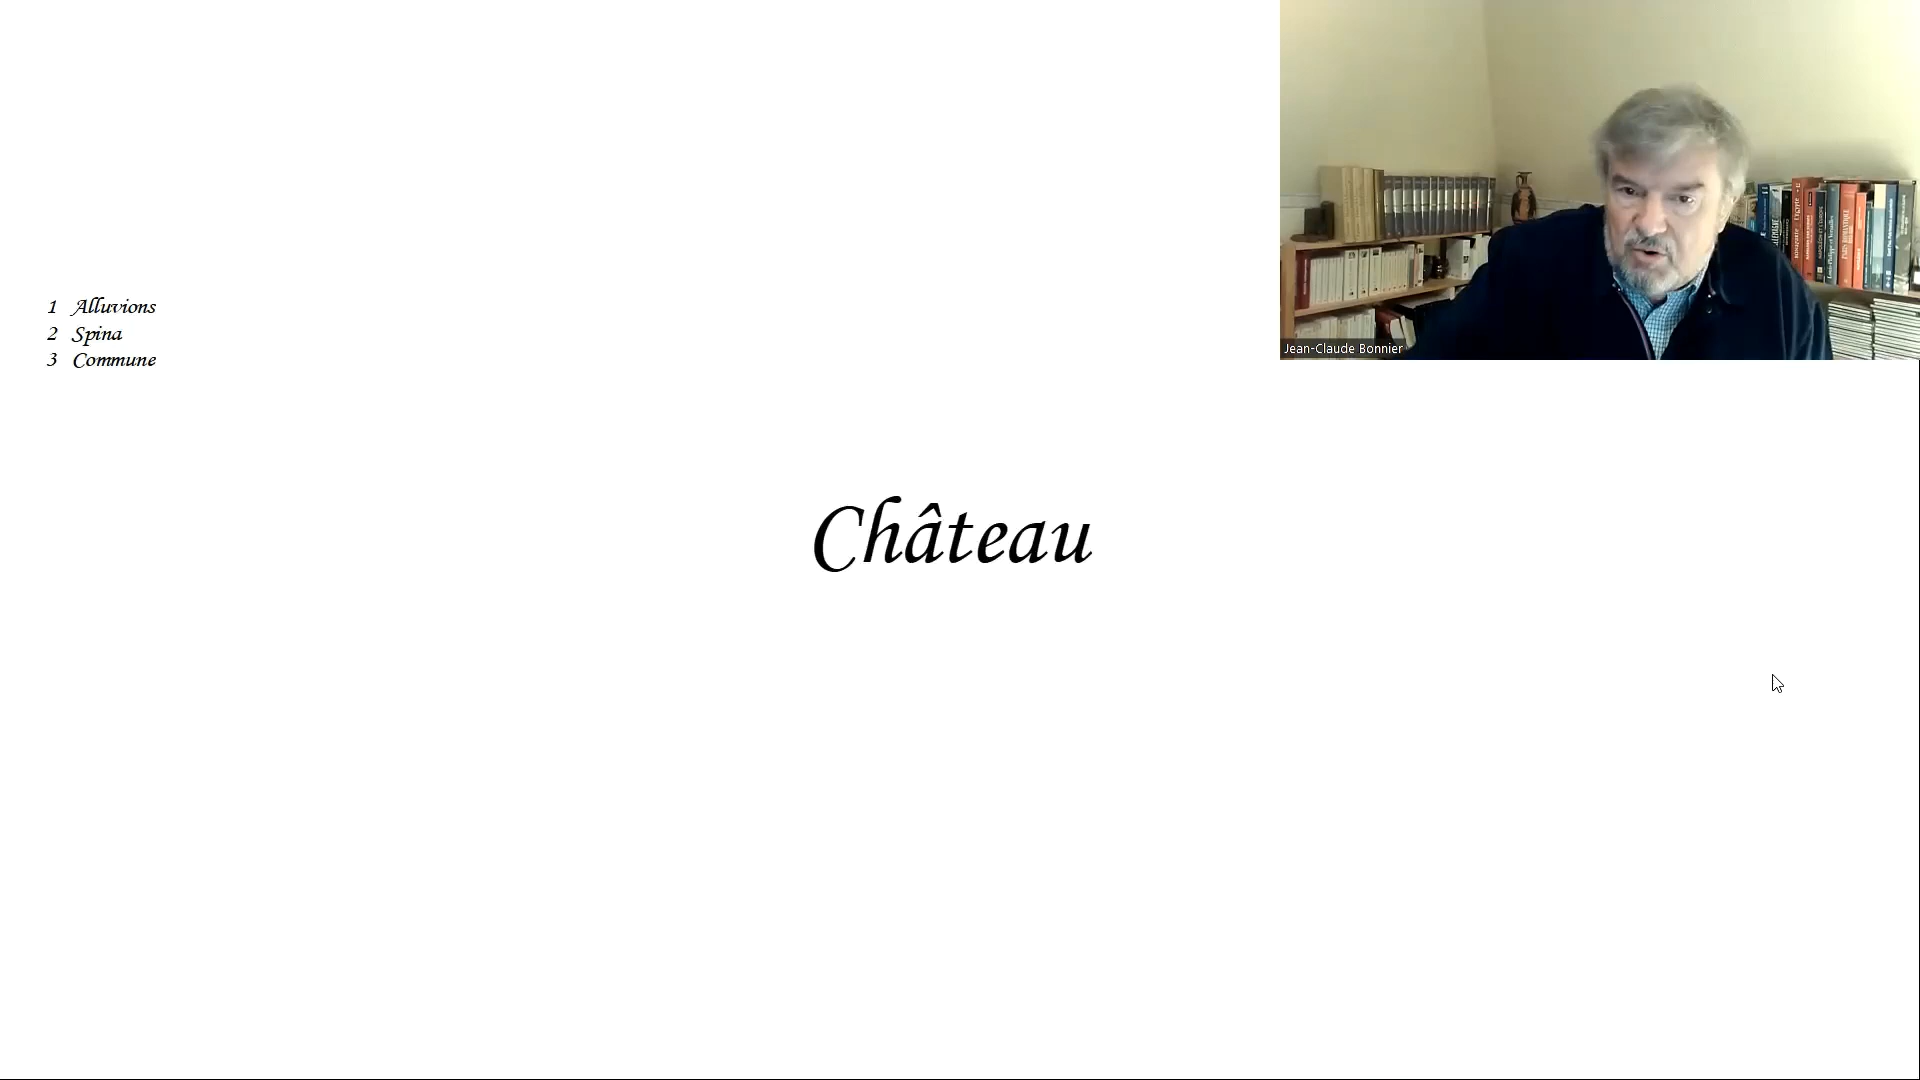 1 Alluvions
2 Spina
3 Commune
Château
Jean-Claude Bonnier